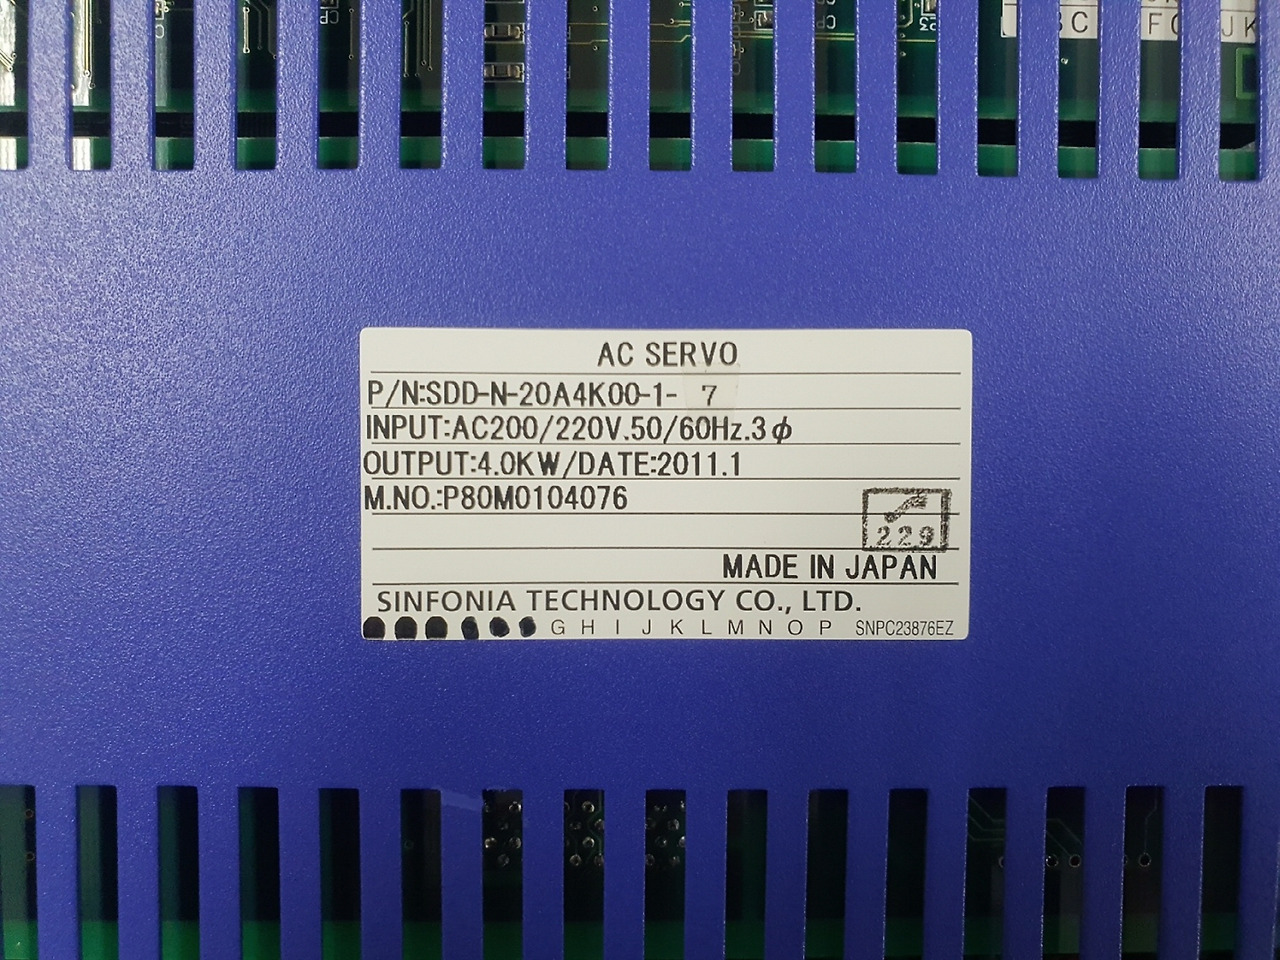 AC SERVO
P/N:SDD-N-20A4K00-1- 7
INPUT:AC200/220V.50/60Hz.3φ
OUTPUT:4.0KW/DATE:2011.1
M.NO.:P80M0104076
229
MADE IN JAPAN
SINFONIA TECHNOLOGY CO., LTD.
G H I J K L M N O P SNPC23876EZ